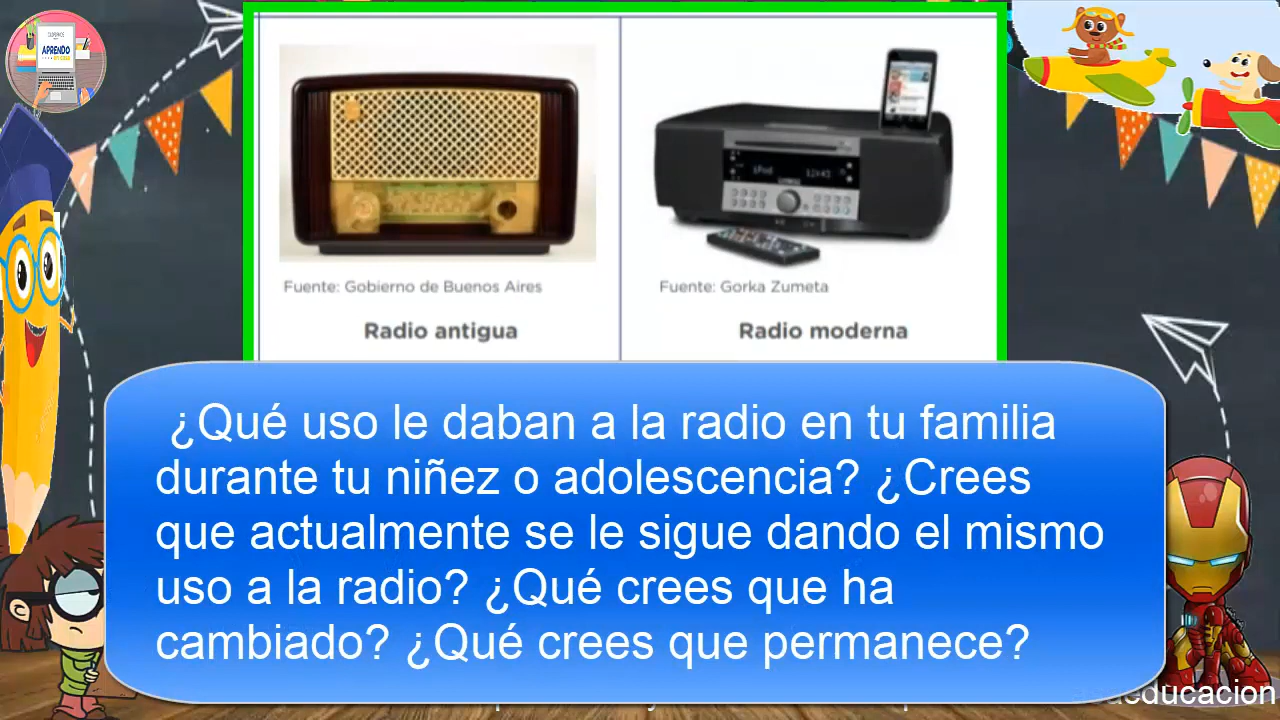 APRENDO
Fuente: Gobierno de Buenos Aires
Fuente: Gorka Zumeta
Radio antigua
Radio moderna
¿Qué uso le daban a la radio en tu familia
durante tu niñez o adolescencia? ¿Crees
que actualmente se le sigue dando el mismo
uso a la radio? ¿Qué crees que ha
cambiado? ¿Qué crees que permanece?